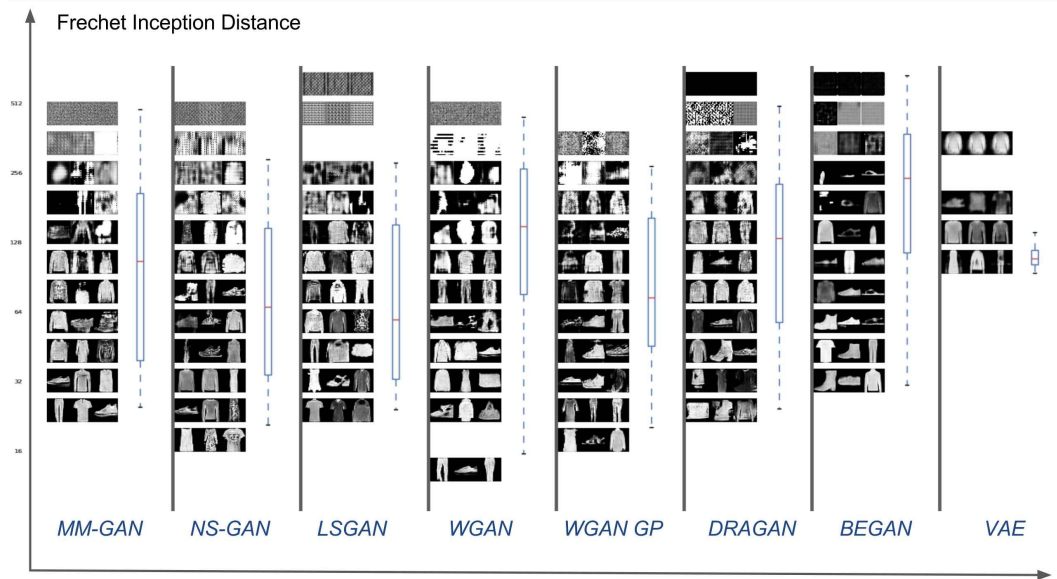 Frechet Inception Distance
512
256
128
64
32
16
MM-GAN
NS-GAN
LSGAN
WGAN
WGAN GP
DRAGAN
BEGAN
VAE